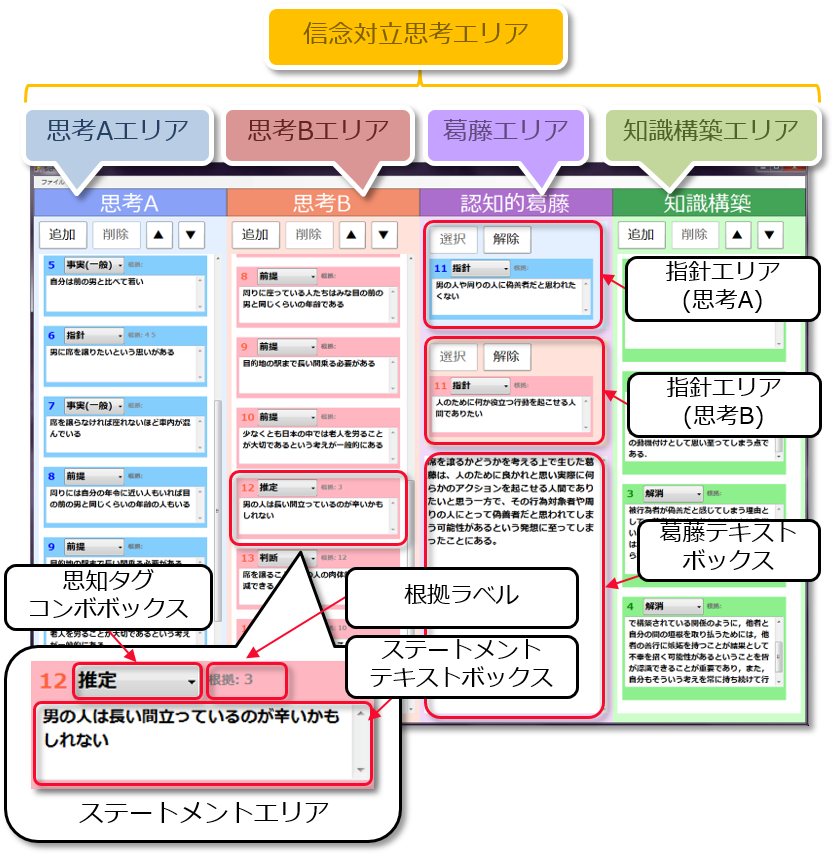 信念対立思考エリア
思考Aエリア
思考Bエリア
葛藤エリア
知識構築エリア
ファイル
思考A
思考B
認知的葛藤
知識構築
追加
削除
▲
▼
5 事実(一般) 根拠:
自分は前の男と比べて若い
6 指針 根拠: 4 5
男に席を譲りたいという思いがある
7 事実(一般) 根拠:
席を譲らなければ座れないほど車内が混
んでいる
8 前提 根拠:
周りには自分の年令に近い人もいれば目
の前の男と同じくらいの年齢の人もいる
9 前提 根拠:
老人を労ることが大切であるという考え
が一般的にある
追加
削除
▲
▼
8 前提 根拠:
周りに座っている人たちはみな目の前の
男と同じくらいの年齢である
9 前提 根拠:
目的地の駅まで長い間乗る必要がある
10 前提 根拠:
少なくとも日本の中では老人を労ること
が大切であるという考えが一般的にある
12 推定 根拠: 3
男の人は長い間立っているのが辛いかも
しれない
13 判断 根拠: 12
席を譲るこ
の人の肉体
減できる
根拠: 10
選択
解除
11 指針 根拠:
男の人や周りの人に偽善者だと思われた
くない
選択
解除
11 指針 根拠:
人のために何か役立つ行動を起こせる人
間でありたい
席を譲るかどうかを考える上で生じた葛
藤は、人のために良かれと思い実際に何
らかのアクションを起こせる人間であり
たいと思う一方で、その行為対象者や周
りの人にとって偽善者だと思われてしま
う可能性があるという発想に至ってしま
ったことにある。
追加
削除
▲
▼
の動機付けとして思い至ってしまう点で
ある.
3 解消 根拠:
被行為者が偽善だと感じてしまう理由と
4 解消 根拠:
で構築されている関係のように，他者と
自分の間の垣根を取り払うためには，他
者の善行に嫉妬を持つことが結果として
不幸を招く可能性があるということを皆
が認識できることが重要であり，また，
自分もそういう考えを常に持ち続けて行
指針エリア
(思考A)
指針エリア
(思考B)
葛藤テキスト
ボックス
思知タグ
コンボボックス
根拠ラベル
ステートメント
テキストボックス
12 推定 根拠: 3
男の人は長い間立っているのが辛いかも
しれない
ステートメントエリア